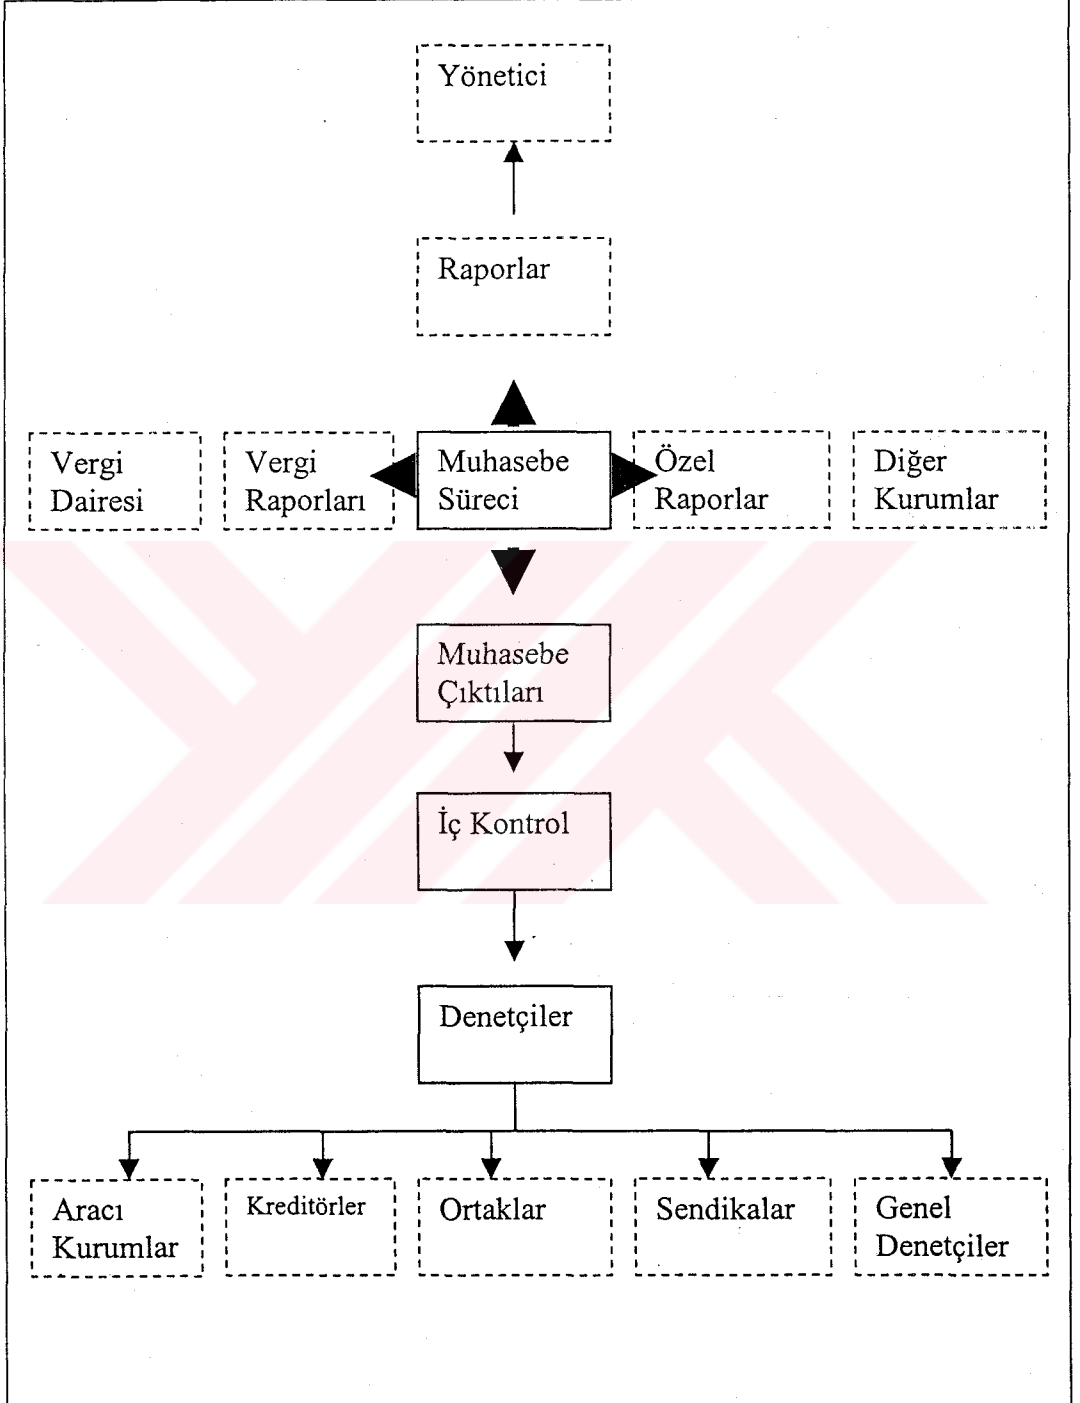 Yönetici
Raporlar
Vergi
Dairesi
Vergi
Raporları
Muhasebe
Süreci
Özel
Raporlar
Diğer
Kurumlar
Muhasebe
Çıktıları
İç Kontrol
Denetçiler
Aracı
Kurumlar
Kreditörler
Ortaklar
Sendikalar
Genel
Denetçiler